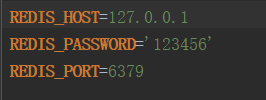 REDIS_HOST=127.0.0.1
REDIS_PASSWORD='123456'
REDIS_PORT=6379